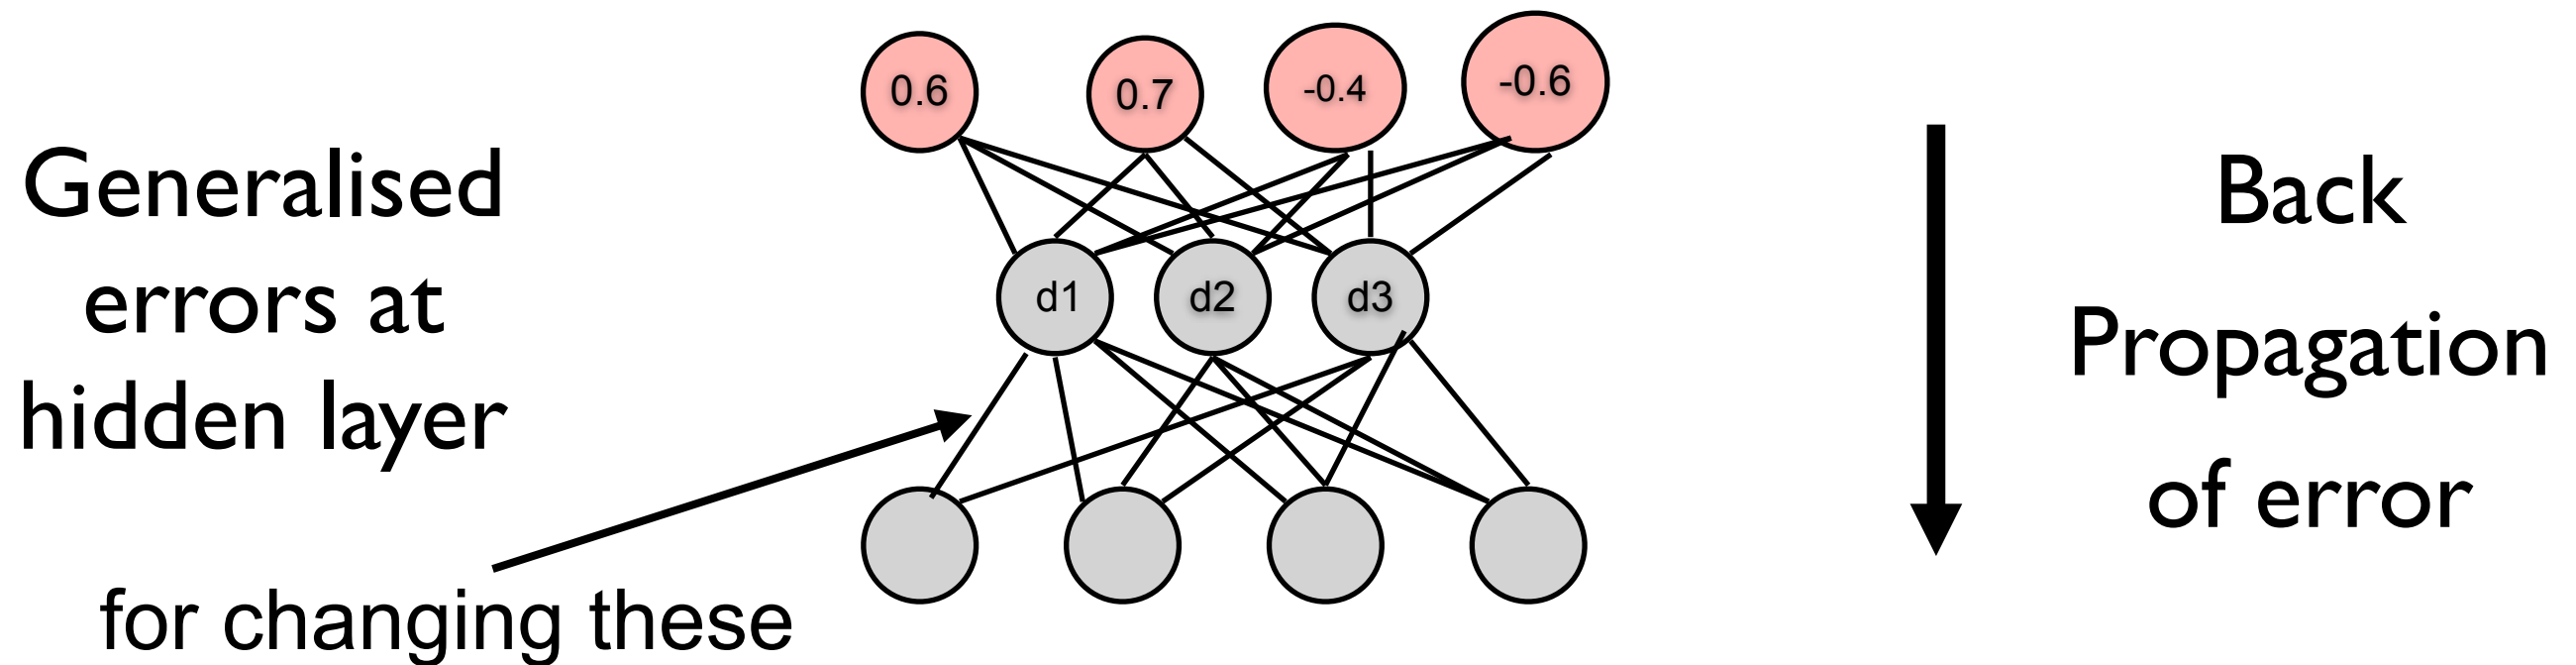 0.6 0.7 -0.4 -0.6
Generalised
errors at
hidden layer
d1 d2 d3
for changing these
Back
Propagation
of error